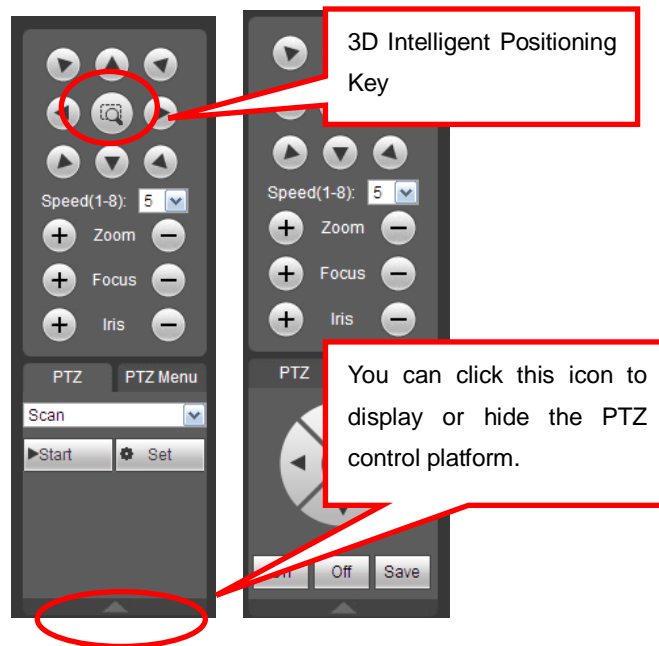 3D Intelligent Positioning
Key
Speed(1-8): 5
Zoom
Focus
Iris
PTZ PTZ Menu
Scan
Start Set
Speed(1-8): 5
Zoom
Focus
Iris
PTZ
You can click this icon to
display or hide the PTZ
control platform.
Off Save